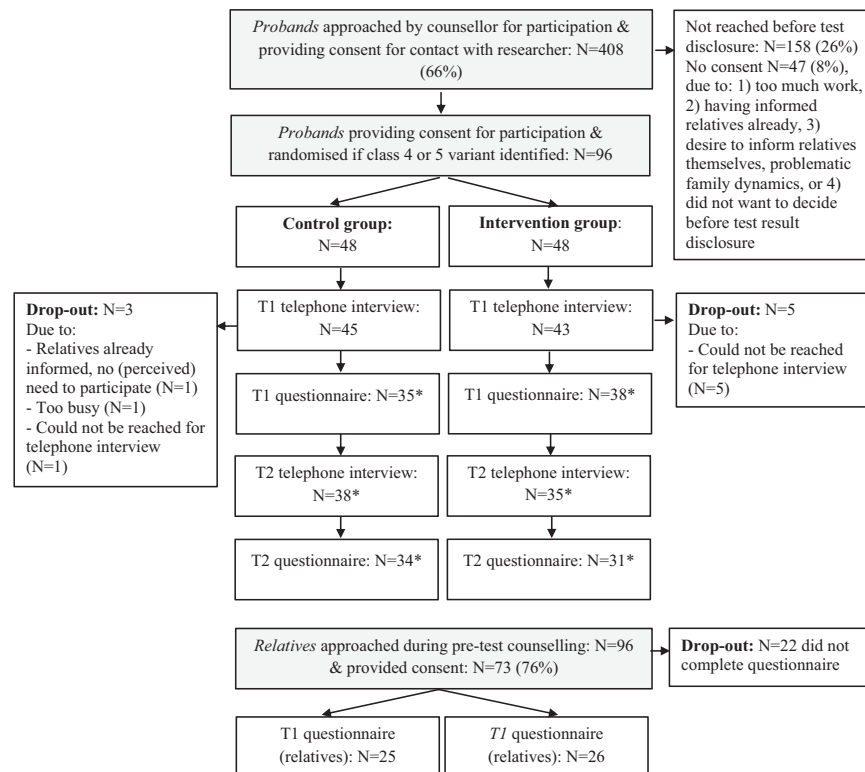 Probands approached by counsellor for participation &
providing consent for contact with researcher: N=408
(66%)
Not reached before test
disclosure: N=158 (26%)
No consent N=47 (8%),
due to: 1) too much work,
2) having informed
relatives already, 3)
desire to inform relatives
themselves, problematic
family dynamics, or 4)
did not want to decide
before test result
disclosure
Probands providing consent for participation &
randomised if class 4 or 5 variant identified: N=96
Control group:
N=48
Intervention group:
N=48
Drop-out: N=3
Due to:
- Relatives already
informed, no (perceived)
need to participate (N=1)
- Too busy (N=1)
- Could not be reached for
telephone interview
(N=1)
T1 telephone interview:
N=45
T1 telephone interview:
N=43
Drop-out: N=5
Due to:
- Could not be reached
for telephone interview
(N=5)
T1 questionnaire: N=35*
T1 questionnaire: N=38*
T2 telephone interview:
N=38*
T2 telephone interview:
N=35*
T2 questionnaire: N=34*
T2 questionnaire: N=31*
Relatives approached during pre-test counselling: N=96
& provided consent: N=73 (76%)
Drop-out: N=22 did not
complete questionnaire
T1 questionnaire
(relatives): N=25
T1 questionnaire
(relatives): N=26